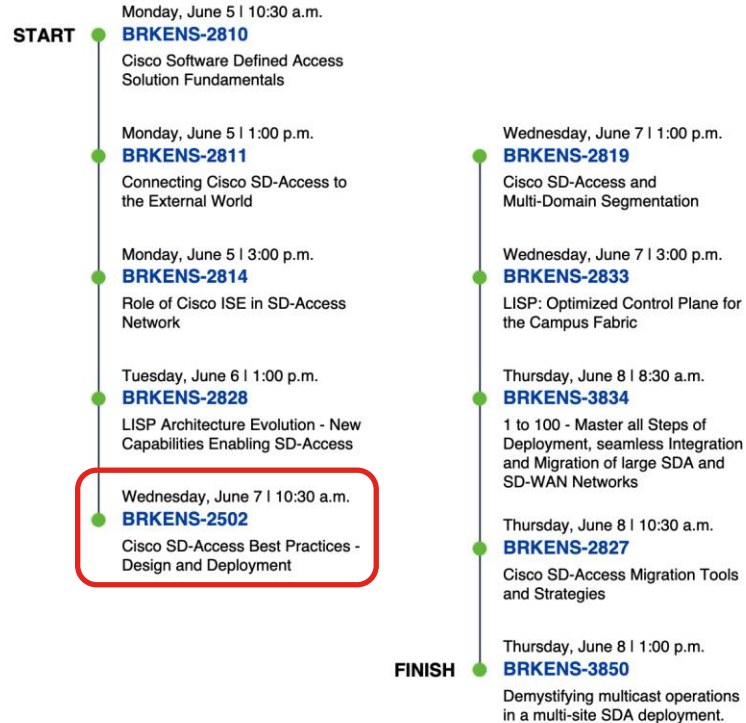 Monday, June 5 | 10:30 a.m.
START
BRKENS-2810
Cisco Software Defined Access
Solution Fundamentals
Monday, June 5 | 1:00 p.m.
BRKENS-2811
Connecting Cisco SD-Access to
the External World
Monday, June 5 | 3:00 p.m.
BRKENS-2814
Role of Cisco ISE in SD-Access
Network
Tuesday, June 6 | 1:00 p.m.
BRKENS-2828
LISP Architecture Evolution - New
Capabilities Enabling SD-Access
Wednesday, June 7 | 10:30 a.m.
BRKENS-2502
Cisco SD-Access Best Practices -
Design and Deployment
Wednesday, June 7 | 1:00 p.m.
BRKENS-2819
Cisco SD-Access and
Multi-Domain Segmentation
Wednesday, June 7 | 3:00 p.m.
BRKENS-2833
LISP: Optimized Control Plane for
the Campus Fabric
Thursday, June 8 | 8:30 a.m.
BRKENS-3834
1 to 100 - Master all Steps of
Deployment, seamless Integration
and Migration of large SDA and
SD-WAN Networks
Thursday, June 8 | 10:30 a.m.
BRKENS-2827
Cisco SD-Access Migration Tools
and Strategies
Thursday, June 8 | 1:00 p.m.
FINISH
BRKENS-3850
Demystifying multicast operations
in a multi-site SDA deployment.